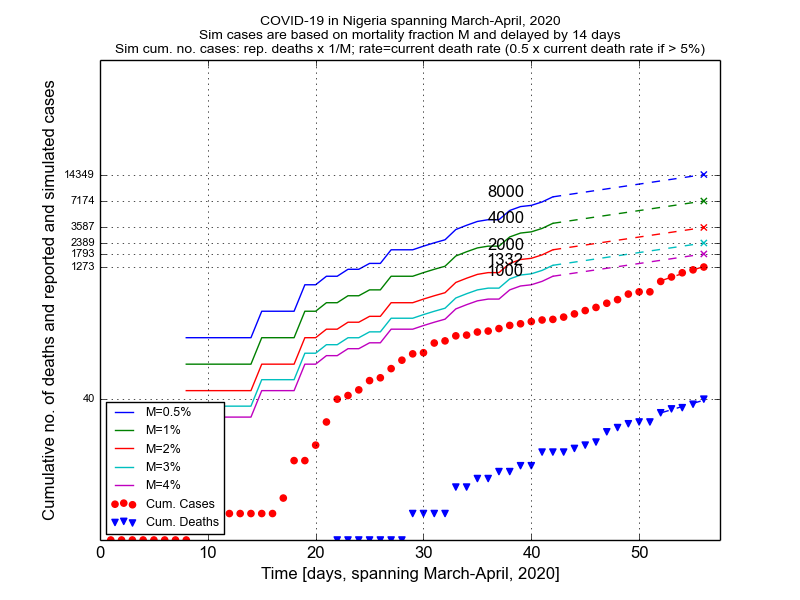 COVID-19 in Nigeria spanning March-April, 2020
Sim cases are based on mortality fraction M and delayed by 14 days
Sim cum. no. cases: rep. deaths x 1/M; rate=current death rate (0.5 x current death rate if > 5%)
Cumulative no. of deaths and reported and simulated cases
14349
7174
3587
2389
1793
1273
40
8000
4000
2000
1332
1000
M=0.5%
M=1%
M=2%
M=3%
M=4%
Cum. Cases
Cum. Deaths
0 10 20 30 40 50
Time [days, spanning March-April, 2020]